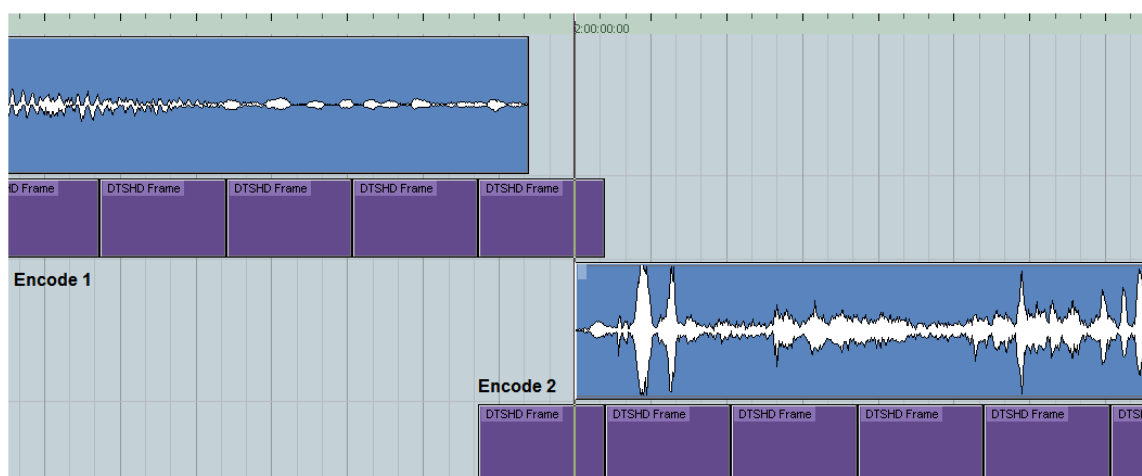 2:00:00:00
D Frame DTSHD Frame DTSHD Frame DTSHD Frame DTSHD Frame
Encode 1
Encode 2
DTSHD Frame DTSHD Frame DTSHD Frame DTSHD Frame DTSHD Frame DTS